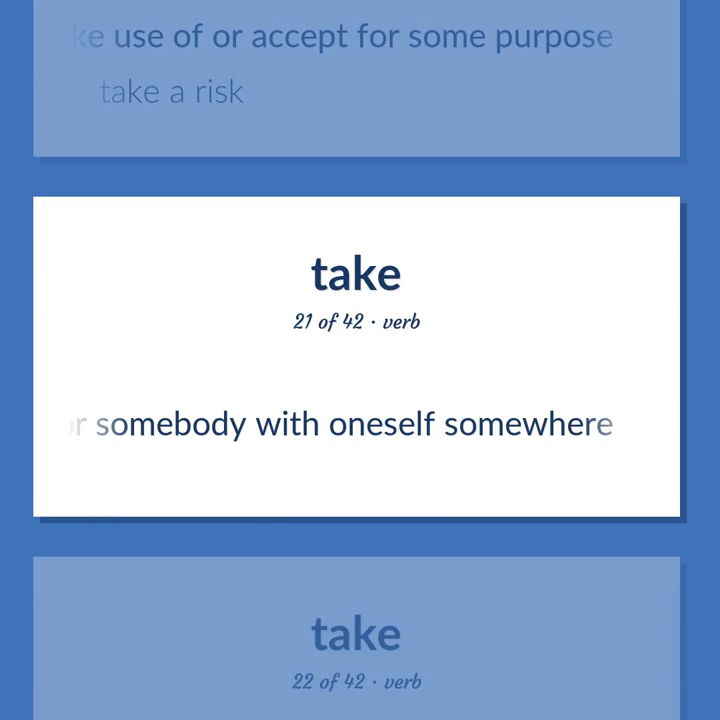 use of or accept for some purpose
take a risk
take
21 of 42 · verb
somebody with oneself somewhere
take
22 of 42 · verb